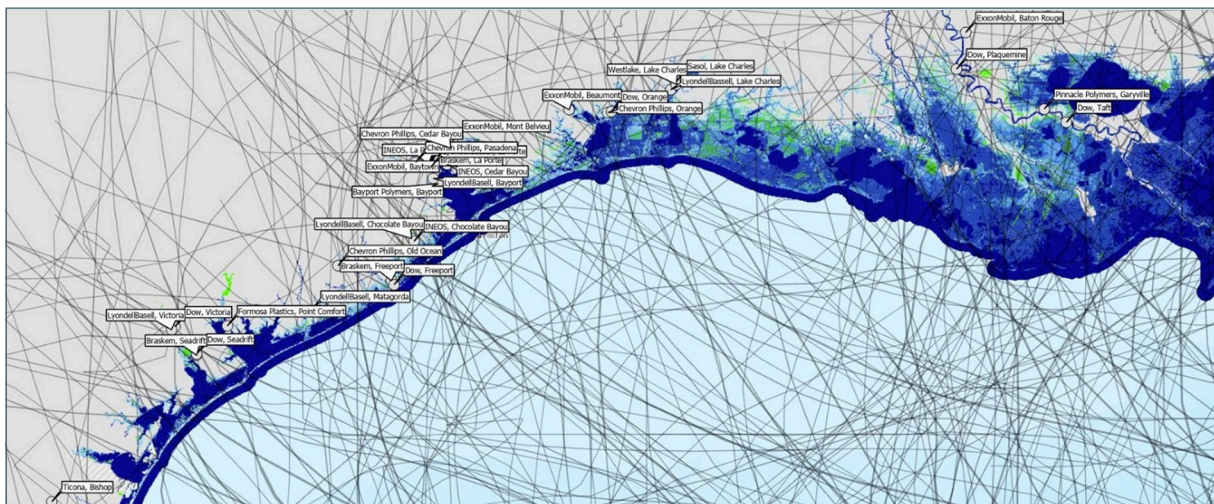 ExxonMobil, Baton Rouge
Dow, Plaquemine
Sasol, Lake Charles
Westlake, Lake Charles
LyondellBassell, Lake Charles
ExxonMobil, Beaumont
Dow, Orange
Chevron Phillips, Orange
Pinnacle Polymers, Garyville
Dow, Taft
ExxonMobil, Mont Belvieu
Chevron Phillips, Cedar Bayou
Chevron Phillips, Pasadena
INEOS, La
Braskem, La Porte
ExxonMobil, Baytown
INEOS, Cedar Bayou
LyondellBasell, Bayport
Bayport Polymers, Bayport
LyondellBasell, Chocolate Bayou
INEOS, Chocolate Bayou
Chevron Phillips, Old Ocean
Braskem, Freeport
Dow, Freeport
LyondellBasell, Matagorda
LyondellBasell, Victoria
Dow, Victoria
Formosa Plastics, Point Comfort
Braskem, Seadrift
Dow, Seadrift
Ticona, Bishop